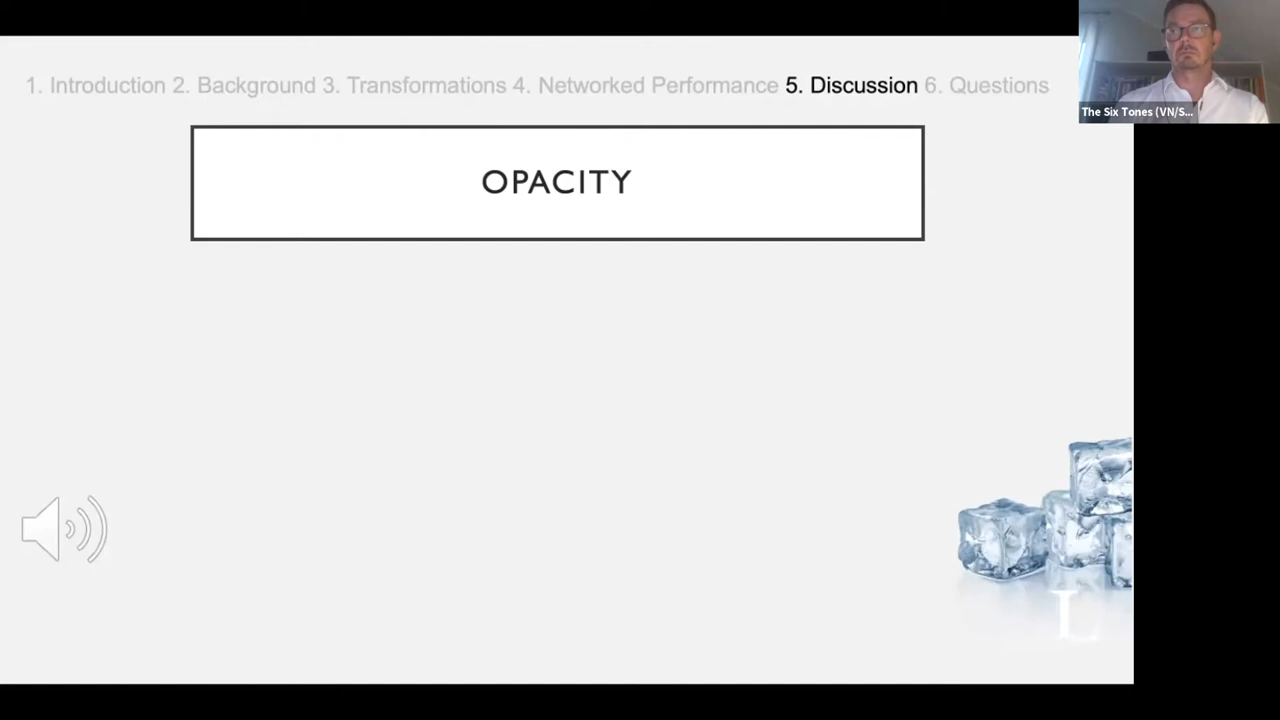 1. Introduction 2. Background 3. Transformations 4. Networked Performance 5. Discussion 6. Questions
The Six Tones (VN/S...
OPACITY